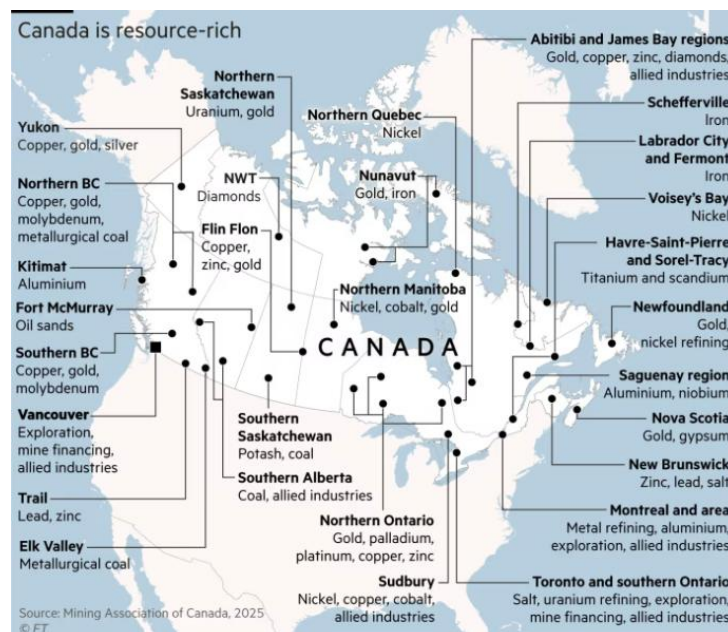 Canada is resource-rich
Northern
Saskatchewan
Uranium, gold
Yukon
Copper, gold, silver
Northern BC
Copper, gold,
molybdenum,
metallurgical coal
NWT
Diamonds
Flin Flon
Copper,
zinc, gold
Kitimat
Aluminium
Fort McMurray
Oil sands
Southern BC
Copper, gold,
molybdenum
Vancouver
Exploration,
mine financing,
allied industries
Trail
Lead, zinc
Elk Valley
Metallurgical coal
Northern Quebec
Nickel
Nunavut
Gold, iron
Northern Manitoba
Nickel, cobalt, gold
CANADA
Southern
Saskatchewan
Potash, coal
Southern Alberta
Coal, allied industries
Northern Ontario
Gold, palladium,
platinum, copper, zinc
Sudbury
Nickel, copper, cobalt,
allied industries
Abitibi and James Bay regions
Gold, copper, zinc, diamonds,
allied industries
Schefferville
Iron
Labrador City
and Fermont
Iron
Voisey's Bay
Nickel
Havre-Saint-Pierre
and Sorel-Tracy
Titanium and scandium
Newfoundland
Gold,
nickel refining
Saguenay region
Aluminium, niobium
Nova Scotia
Gold, gypsum
New Brunswick
Zinc, lead, salt
Montreal and area
Metal refining, aluminium,
exploration, allied industries
Toronto and southern Ontario
Salt, uranium refining, exploration,
mine financing, allied industries
Source: Mining Association of Canada, 2025
© FT